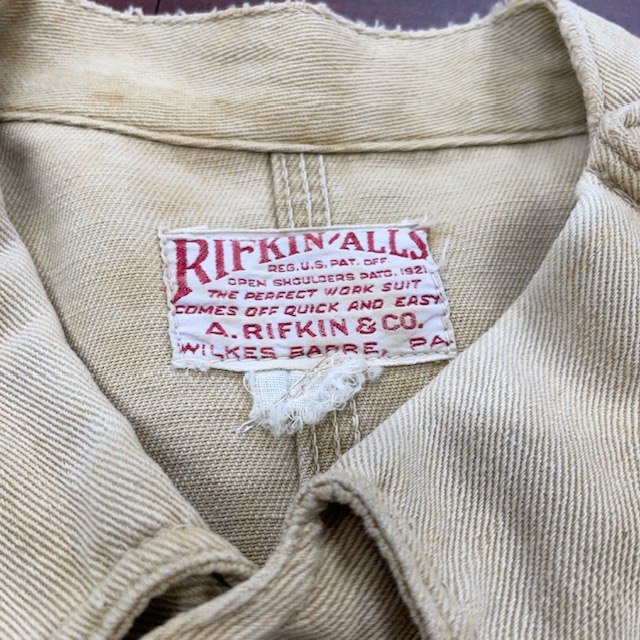 RIFKIN/ALLS
REG. U.S. PAT. OFF.
OPEN SHOULDERS PATD. 1921
THE PERFECT WORK SUIT
COMES OFF QUICK AND EASY
A. RIFKIN & CO.
WILKES BARRE, PA.